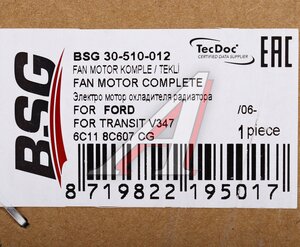 BSG
BSG 30-510-012
FAN MOTOR KOMPLE / TEKLİ
FAN MOTOR COMPLETE
Электро мотор охладителя радиатора
FOR FORD /06-
FOR TRANSIT V347 1 piece
6C11 8C607 CG
8 719822 195017
TecDoc
CERTIFIED DATA SUPPLIER
EAC